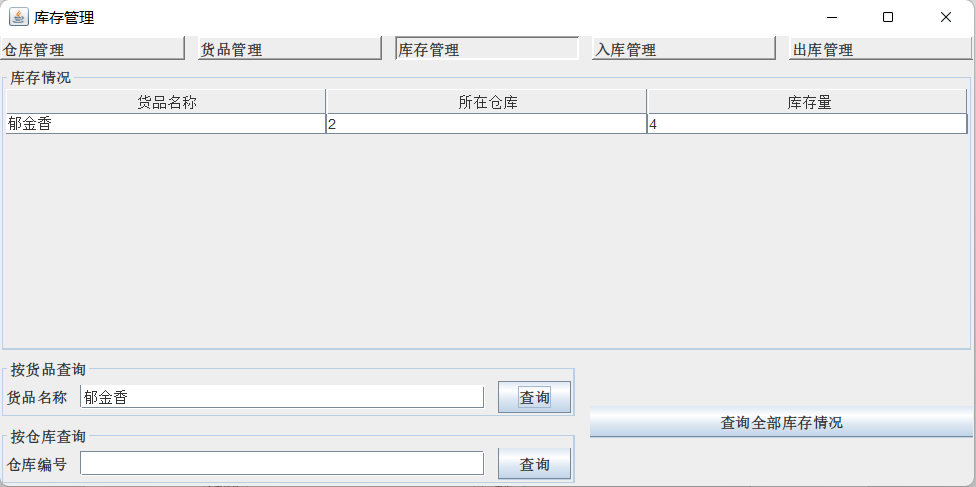 库存管理
仓库管理 货品管理 库存管理 入库管理 出库管理
库存情况
货品名称 所在仓库 库存量
郁金香 2 4
按货品查询
货品名称 郁金香 查询
查询全部库存情况
按仓库查询
仓库编号 查询